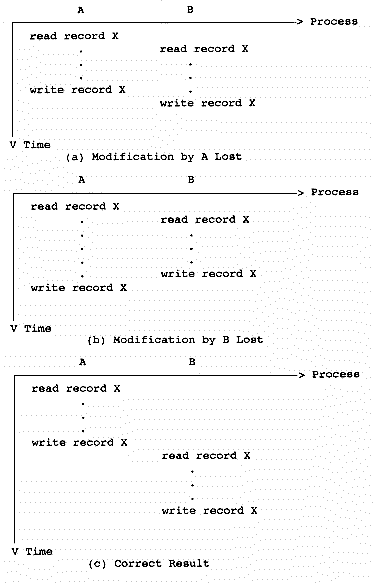 A B
> Process
read record X
read record X
.
. .
. .
write record X .
write record X
V Time
(a) Modification by A Lost
A B
> Process
read record X
read record X
.
. .
. .
. .
. write record X
write record X
V Time
(b) Modification by B Lost
A B
> Process
read record X
.
.
.
write record X
read record X
.
.
.
write record X
V Time
(c) Correct Result